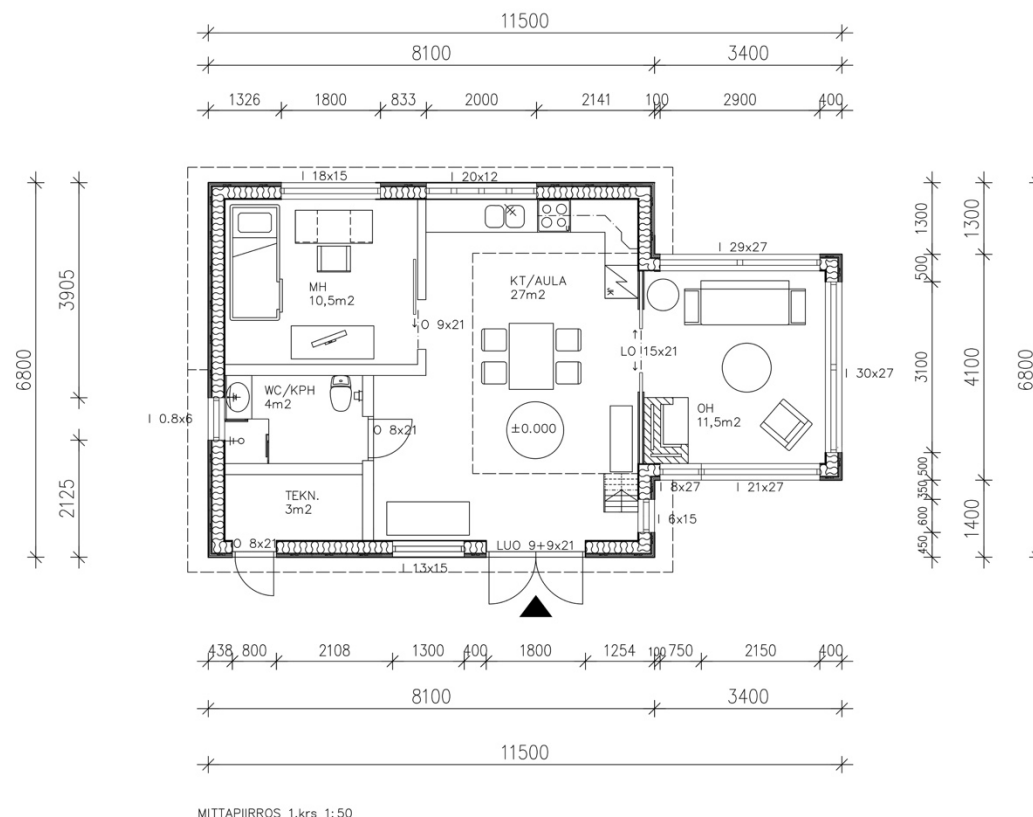 11500
8100 3400
1326 1800 833 2000 2141 100 2900 400
I 18x15 I 20x12
I 29x27
6800
3905
2125
MH
10,5m2
KT/AULA
27m2
O 9x21
LO 15x21
I 30x27
WC/KPH
4m2
I 0.8x6
O 8x21
±0.000
OH
11,5m2
TEKN.
3m2
I 8x27 I 21x27
I 6x15
O 8x21
LUO 9+9x21
I 13x15
1300
500
3100
500
350
600
450
1300
4100
1400
6800
438 800 2108 1300 400 1800 1254 100 750 2150 400
8100 3400
11500
MITTAPIIRROS 1.krs 1:50